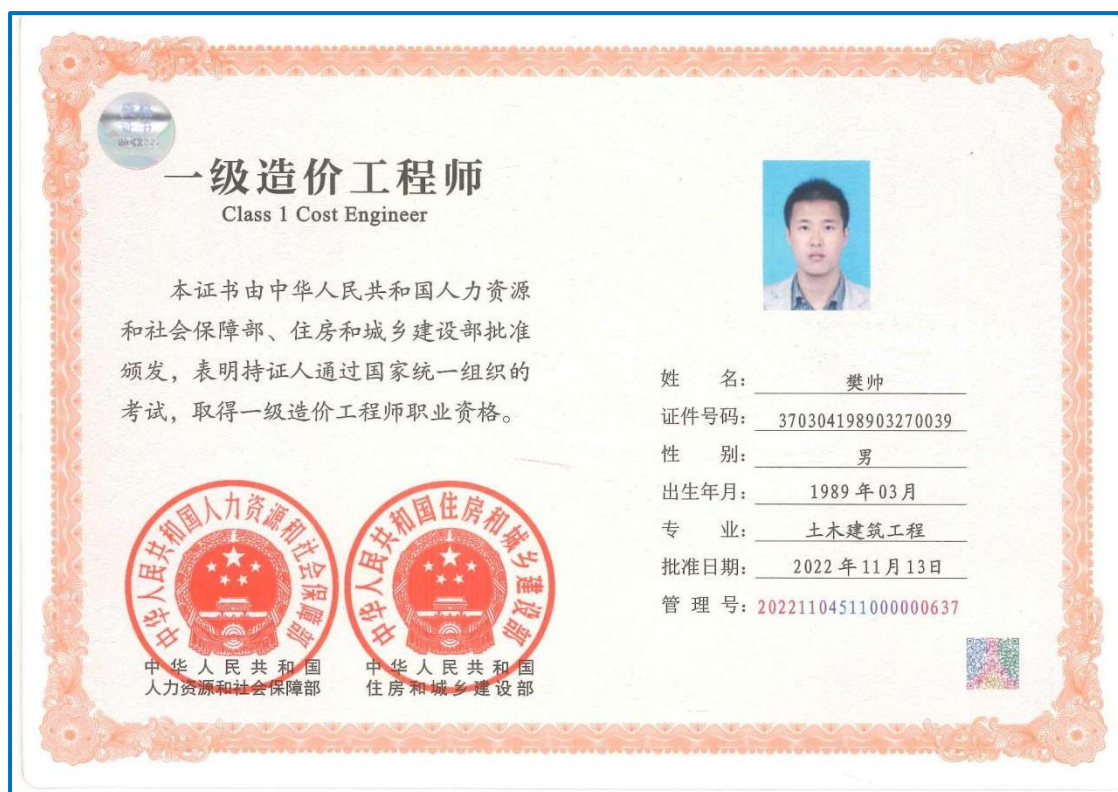 一级造价工程师
Class 1 Cost Engineer
本证书由中华人民共和国人力资源
和社会保障部、住房和城乡建设部批准
颁发，表明持证人通过国家统一组织的
考试，取得一级造价工程师职业资格。
中华人民共和国人力资源和社会保障部
中华人民共和国
人力资源和社会保障部
中华人民共和国住房和城乡建设部
中华人民共和国
住房和城乡建设部
姓 名：樊帅
证件号码：370304198903270039
性 别：男
出生年月：1989年03月
专 业：土木建筑工程
批准日期：2022年11月13日
管 理 号：20221104511000000637